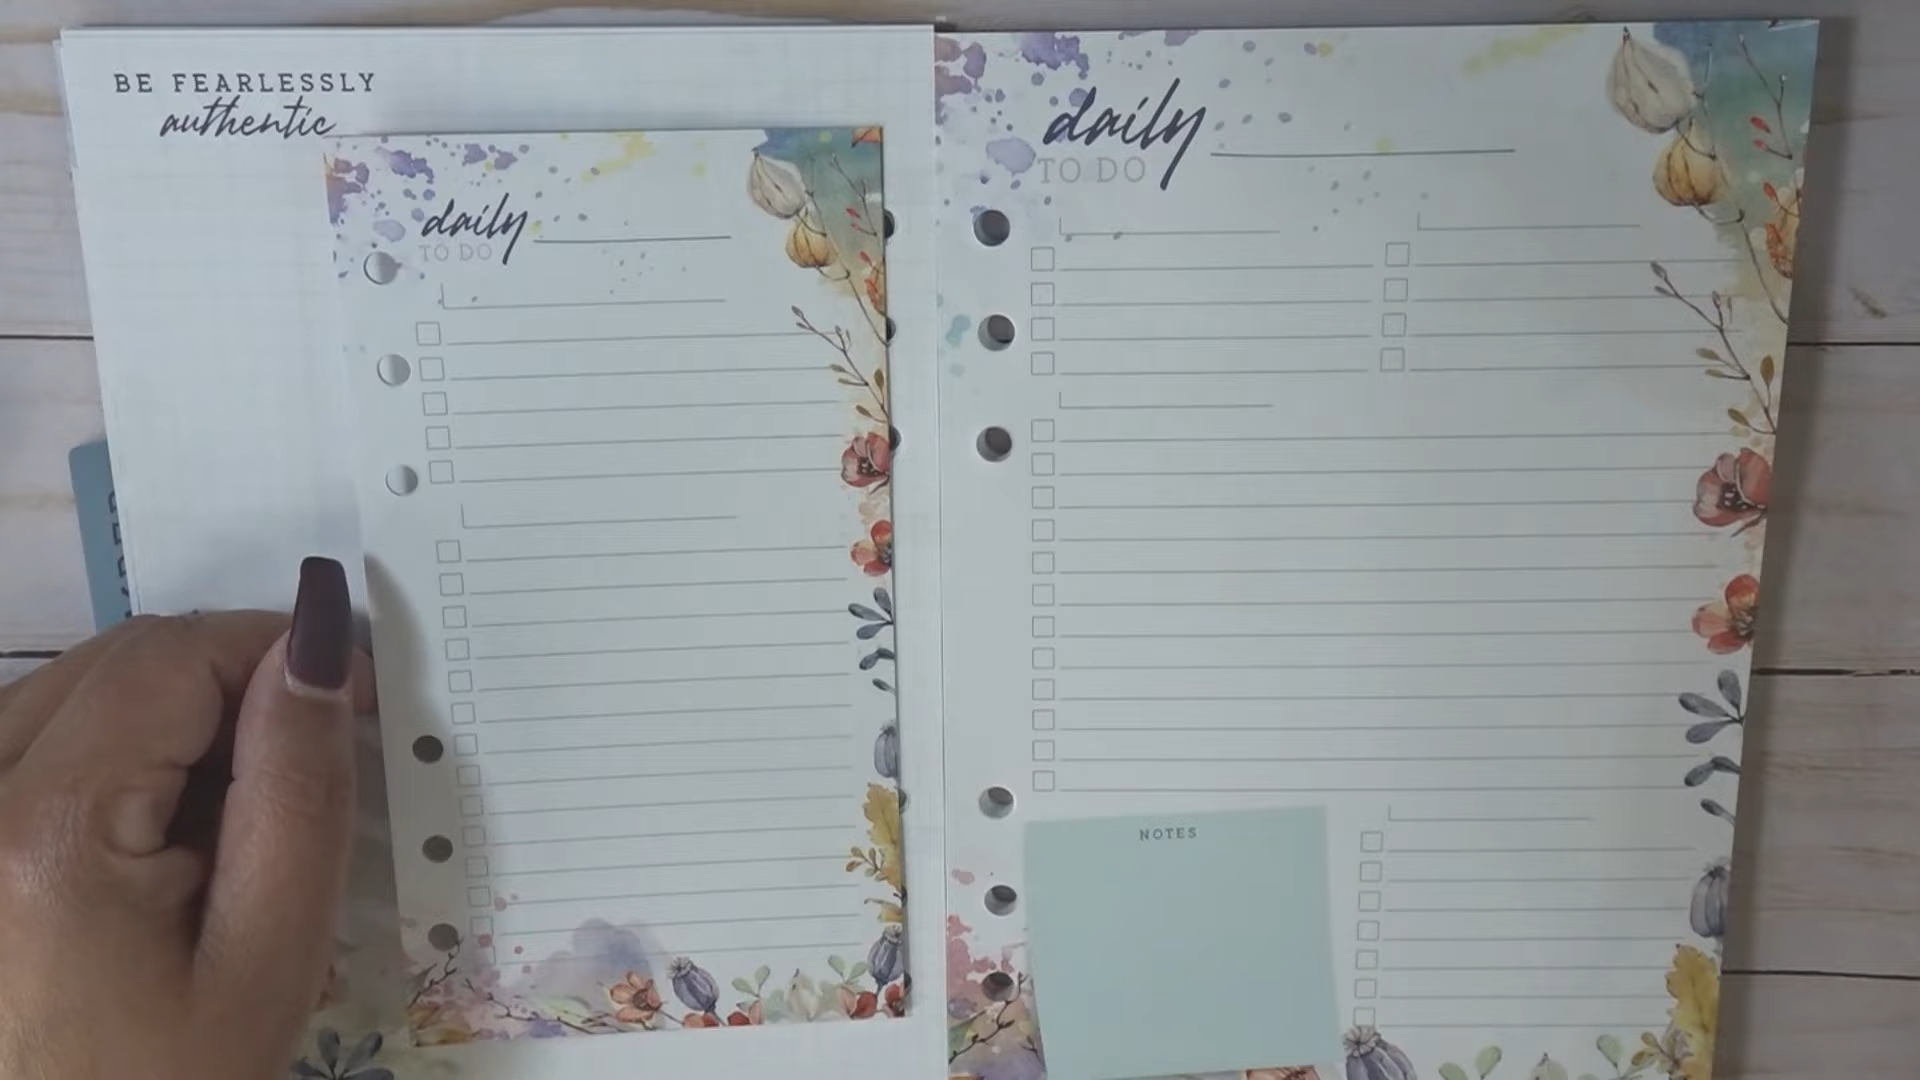 BE FEARLESSLY
authentic
daily
TO DO
daily
TO DO
NOTES